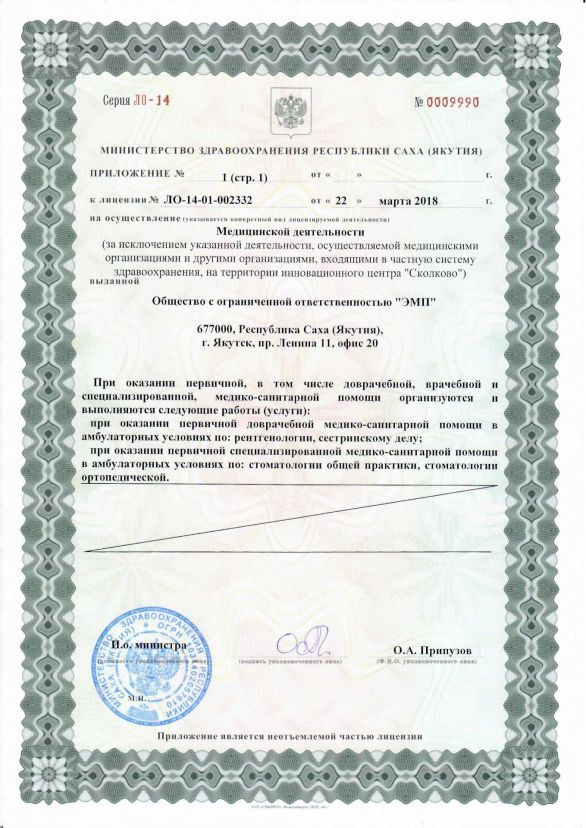 Серия ЛО-14
№ 0009990
МИНИСТЕРСТВО ЗДРАВООХРАНЕНИЯ РЕСПУБЛИКИ САХА (ЯКУТИЯ)
ПРИЛОЖЕНИЕ № 1 (стр. 1) от « » г.
к лицензии № ЛО-14-01-002332 от « 22 » марта 2018 г.
на осуществление (указывается конкретный вид лицензируемой деятельности)
Медицинской деятельности
(за исключением указанной деятельности, осуществляемой медицинскими
организациями и другими организациями, входящими в частную систему
здравоохранения, на территории инновационного центра "Сколково")
выданной
Общество с ограниченной ответственностью "ЭМП"
677000, Республика Саха (Якутия),
г. Якутск, пр. Ленина 11, офис 20
При оказании первичной, в том числе доврачебной, врачебной и
специализированной, медико-санитарной помощи организуются и
выполняются следующие работы (услуги):
при оказании первичной доврачебной медико-санитарной помощи в
амбулаторных условиях по: рентгенологии, сестринскому делу;
при оказании первичной специализированной медико-санитарной помощи
в амбулаторных условиях по: стоматологии общей практики, стоматологии
ортопедической.
И.о. министра
О.А. Припузов
(должность уполномоченного лица)
(подпись уполномоченного лица)
(Ф.И.О. уполномоченного лица)
М.П.
МИНИСТЕРСТВО ЗДРАВООХРАНЕНИЯ РЕСПУБЛИКИ САХА (ЯКУТИЯ)
ОГРН
Приложение является неотъемлемой частью лицензии